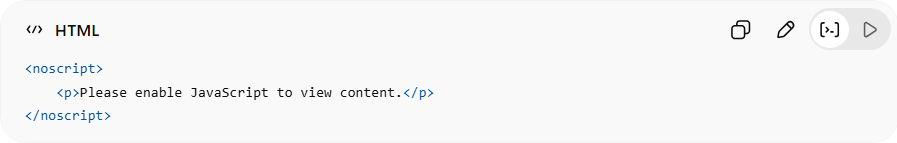 HTML
<noscript>
    <p>Please enable JavaScript to view content.</p>
</noscript>